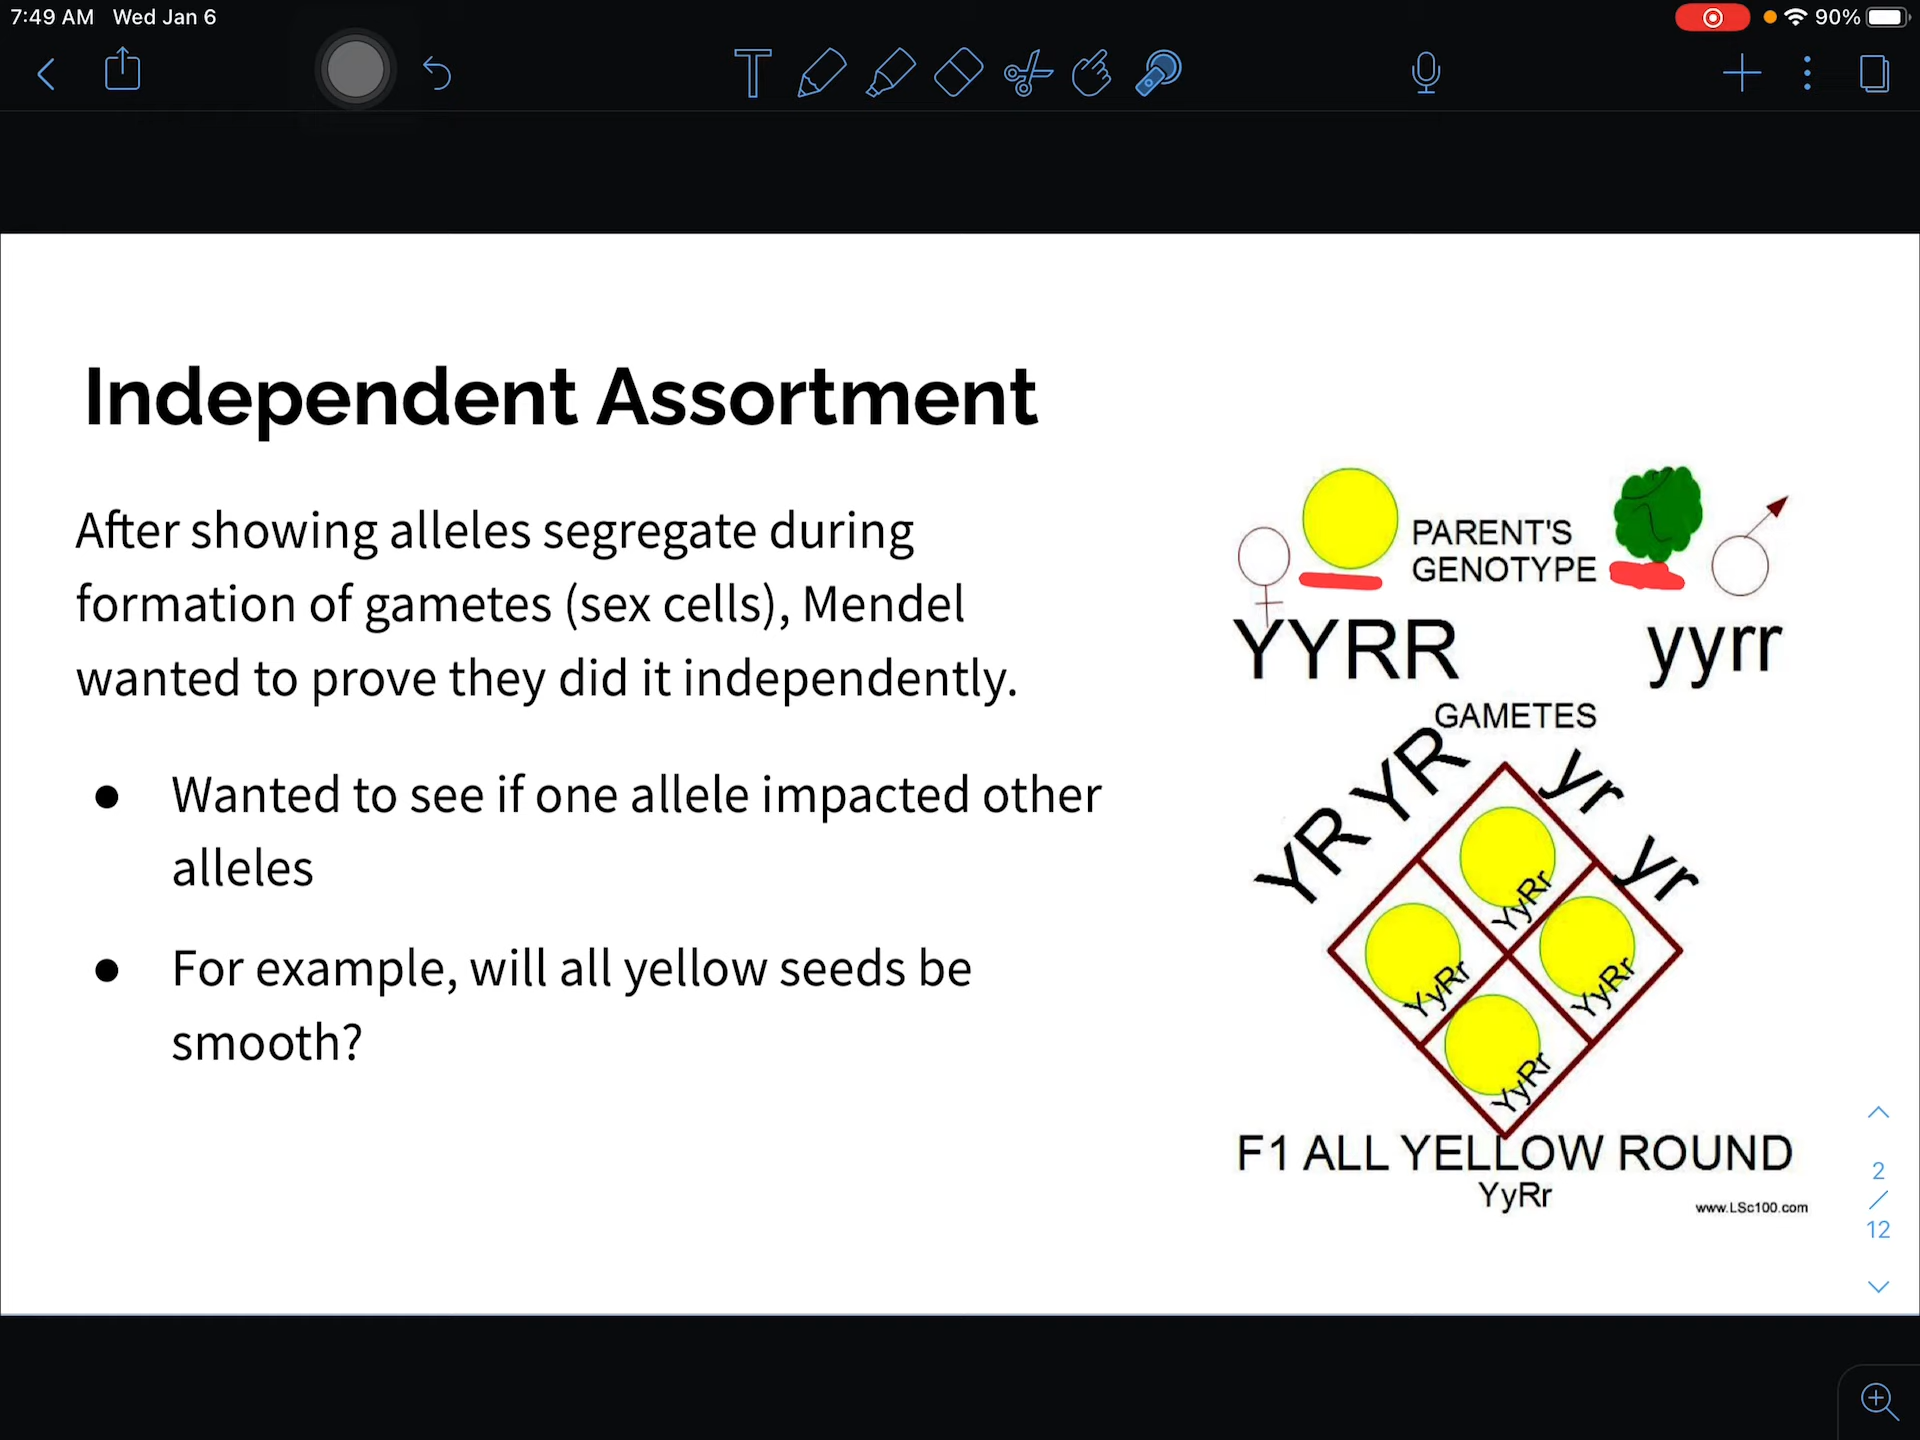 7:49 AM Wed Jan 6
90%
Independent Assortment
After showing alleles segregate during
formation of gametes (sex cells), Mendel
wanted to prove they did it independently.
● Wanted to see if one allele impacted other
alleles
● For example, will all yellow seeds be
smooth?
PARENT'S
GENOTYPE
YYRR yyrr
GAMETES
YR YR yr yr
YyRr
YyRr YyRr
YyRr
F1 ALL YELLOW ROUND
YyRr
www.LSc100.com
2
/
12